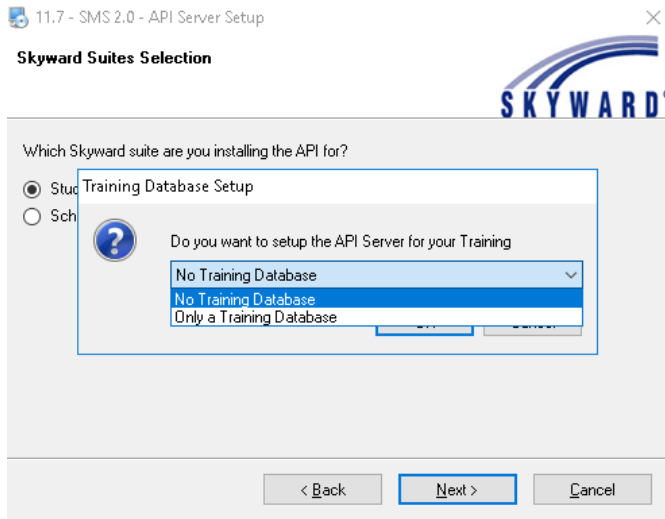 11.7 - SMS 2.0 - API Server Setup
Skyward Suites Selection
SKYWARD
Which Skyward suite are you installing the API for?
Stud
Training Database Setup
Sch
?
Do you want to setup the API Server for your Training
No Training Database
No Training Database
Only a Training Database
< Back
Next >
Cancel